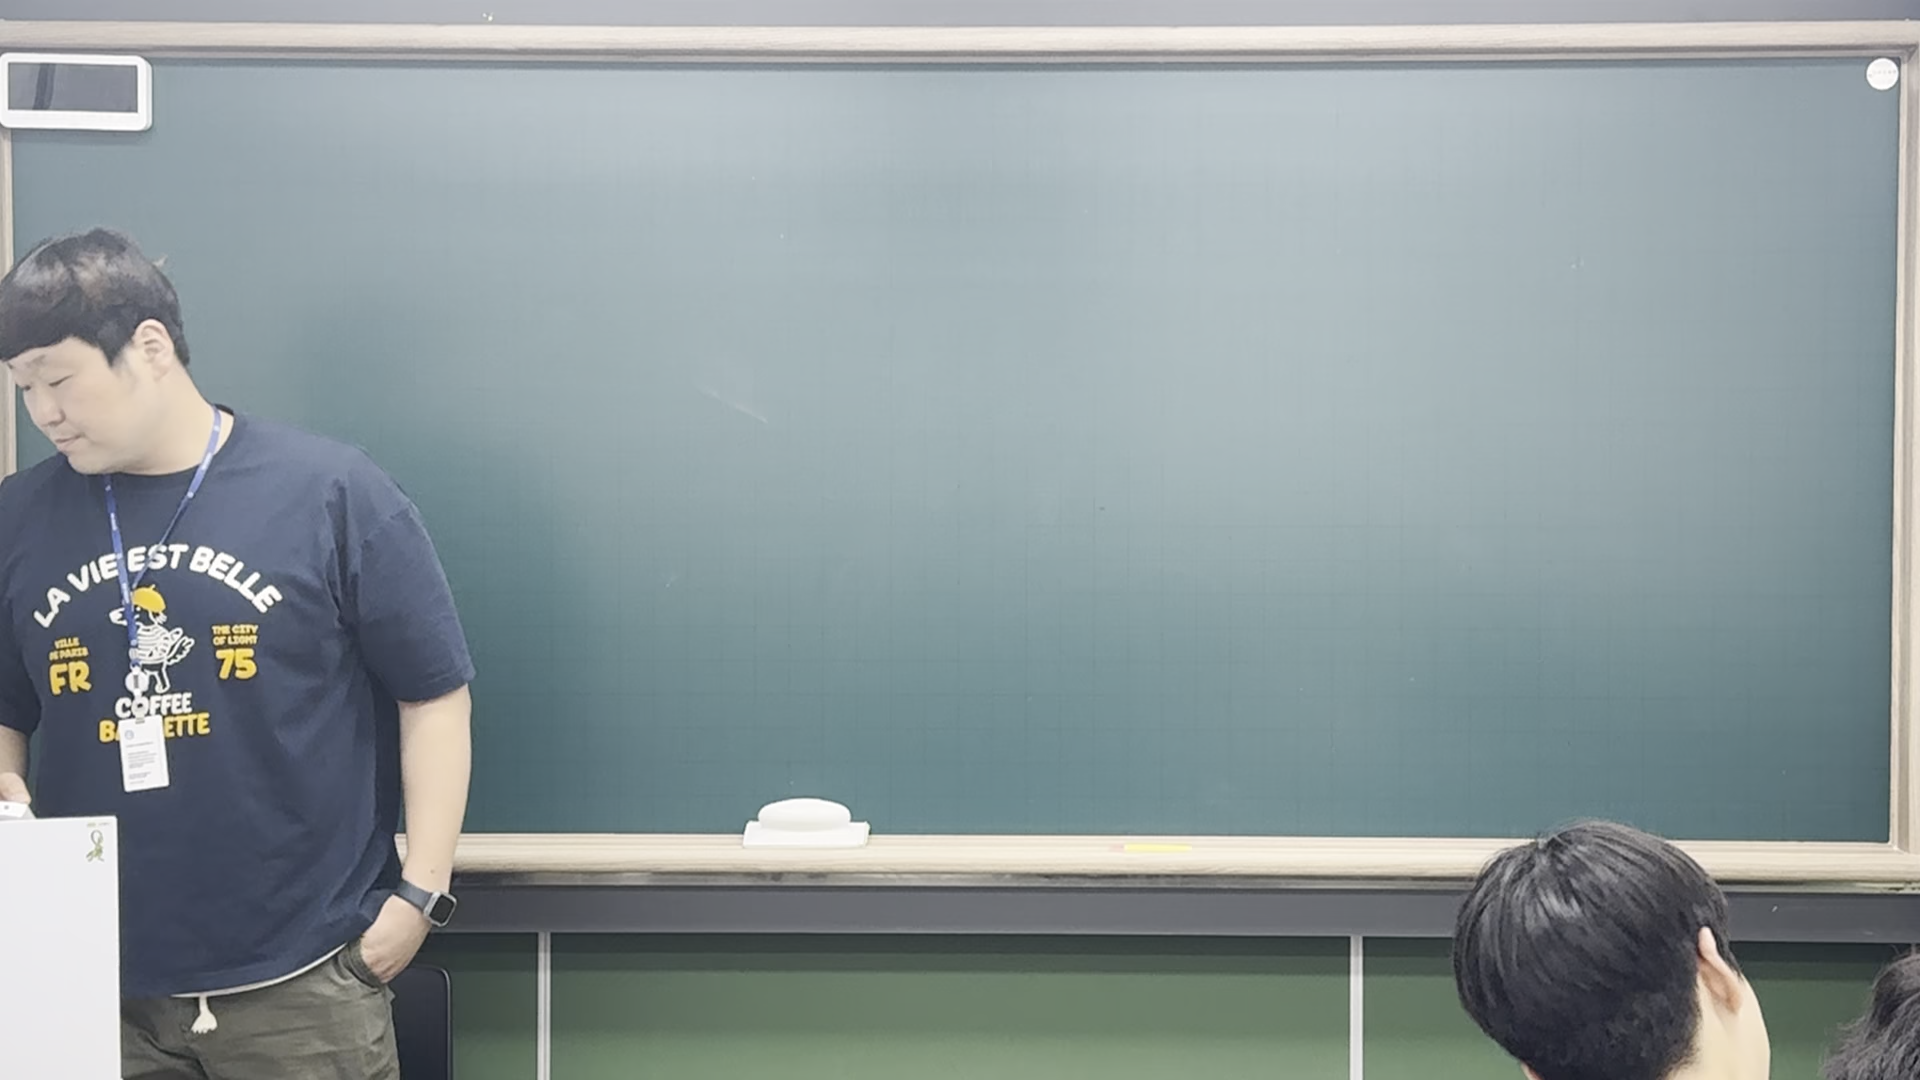 LA VIE EST BELLE
VILLE
DE PARIS
FR
THE CITY
OF LIGHT
75
COFFEE